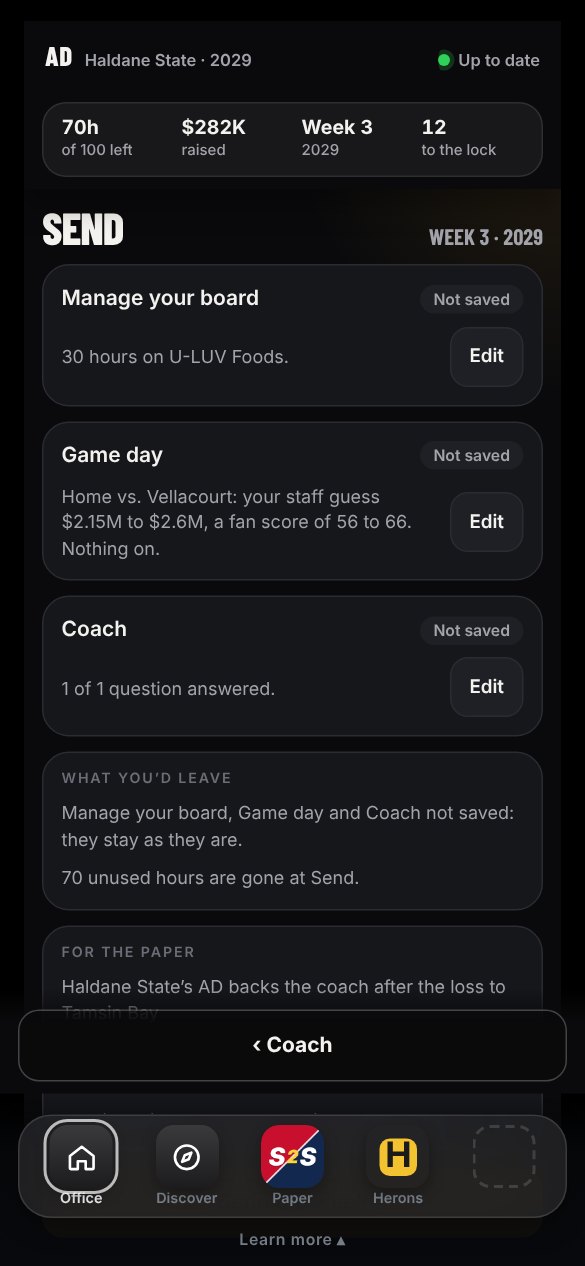 AD Haldane State · 2029
Up to date
70h $282K Week 3 12
of 100 left raised 2029 to the lock
SEND
WEEK 3 · 2029
Manage your board
Not saved
30 hours on U-LUV Foods.
Edit
Game day
Not saved
Home vs. Vellacourt: your staff guess
$2.15M to $2.6M, a fan score of 56 to 66.
Nothing on.
Edit
Coach
Not saved
1 of 1 question answered.
Edit
WHAT YOU'D LEAVE
Manage your board, Game day and Coach not saved:
they stay as they are.
70 unused hours are gone at Send.
FOR THE PAPER
Haldane State's AD backs the coach after the loss to
Tamsin Bay
‹ Coach
S2S
H
Office Discover Paper Herons
Learn more ▴